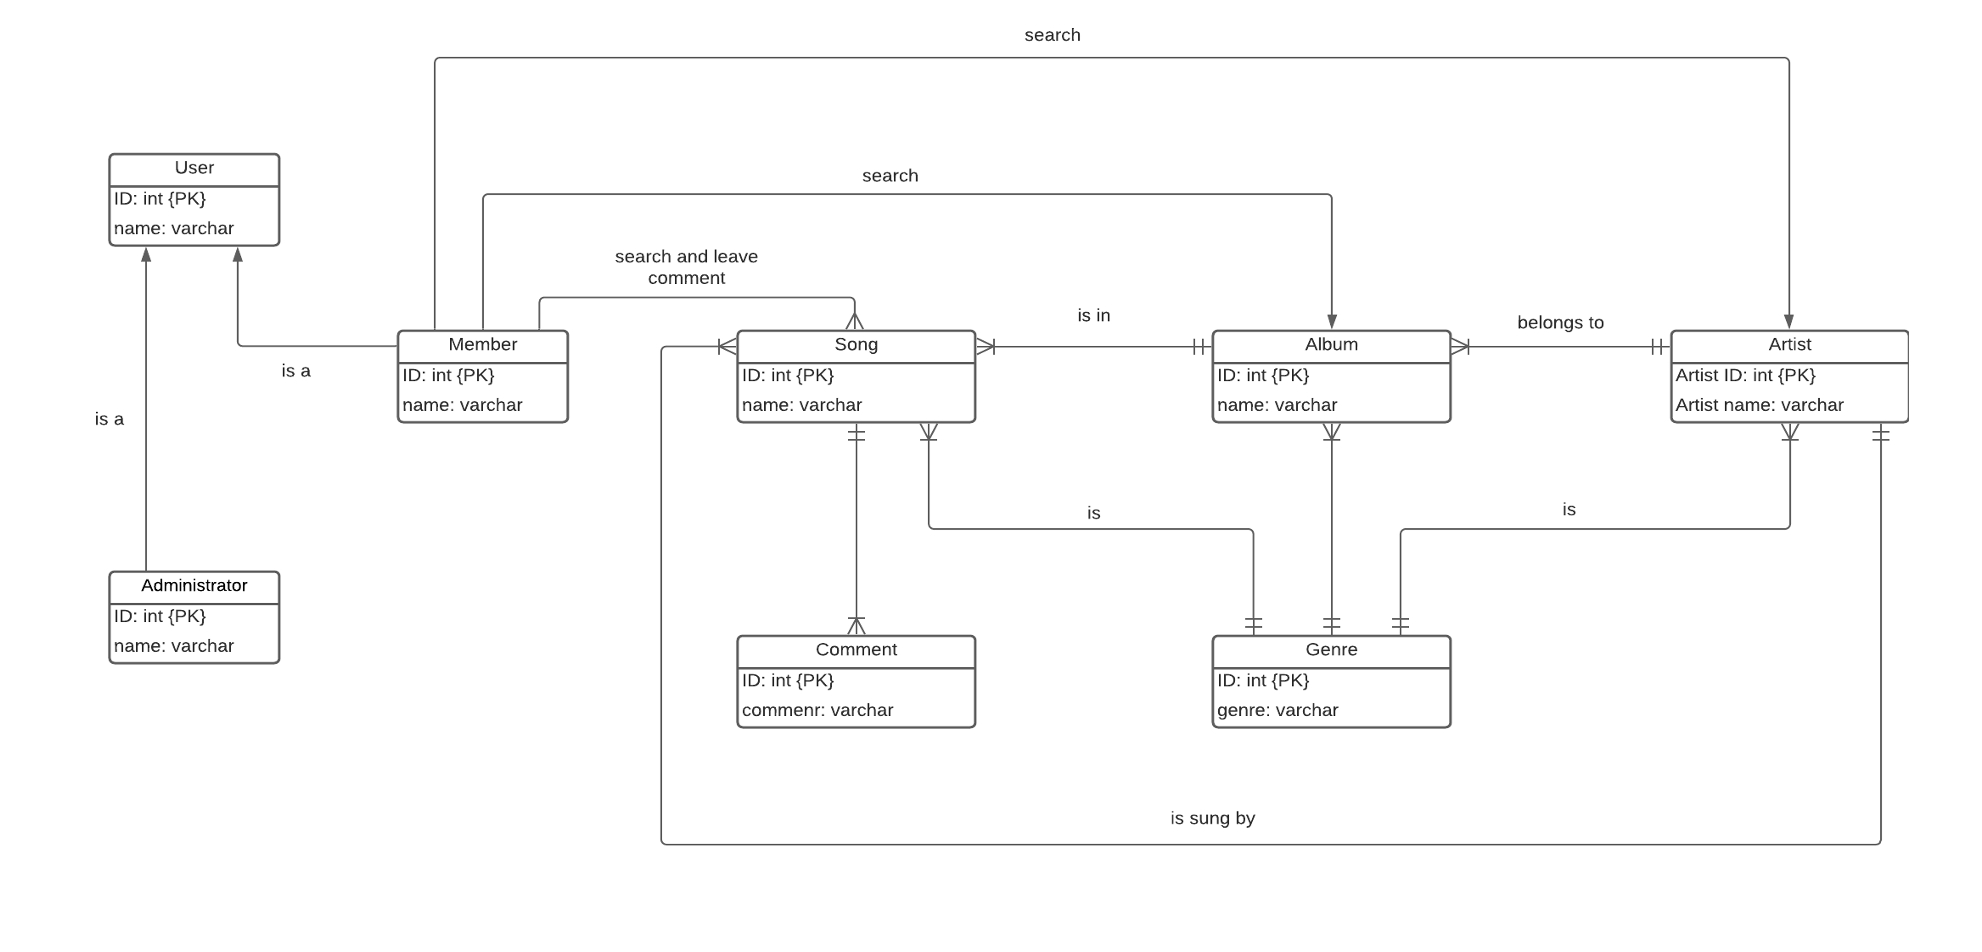 search
User
ID: int {PK}
name: varchar
search
search and leave
comment
is in
belongs to
Member
ID: int {PK}
name: varchar
Song
ID: int {PK}
name: varchar
Album
ID: int {PK}
name: varchar
Artist
Artist ID: int {PK}
Artist name: varchar
is a
is a
is
is
Administrator
ID: int {PK}
name: varchar
Comment
ID: int {PK}
commenr: varchar
Genre
ID: int {PK}
genre: varchar
is sung by